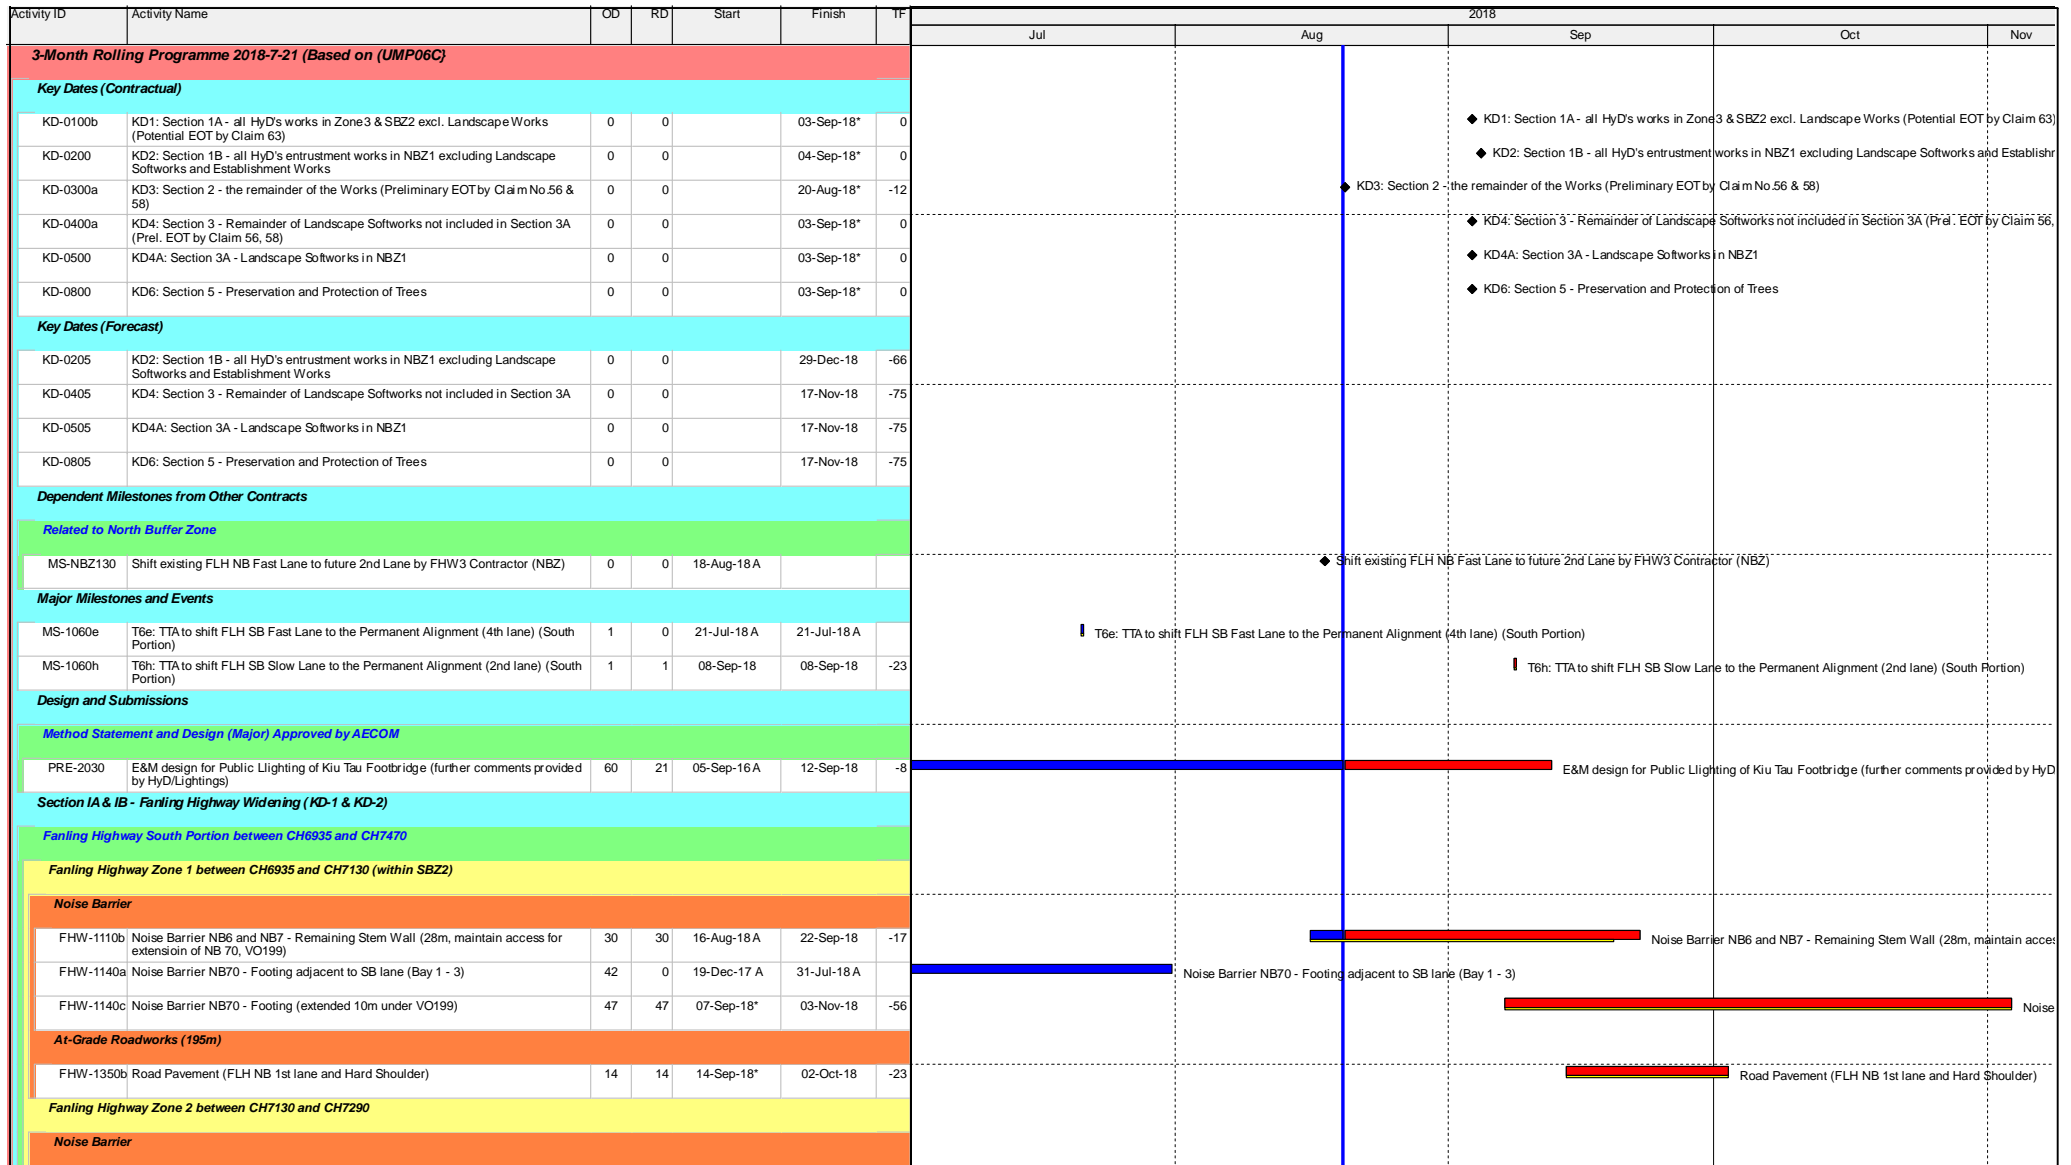 Activity ID Activity Name OD RD Start Finish TF 2018
Jul Aug Sep Oct Nov
3-Month Rolling Programme 2018-7-21 (Based on (UMP06C}
Key Dates (Contractual)
KD-0100b KD1: Section 1A - all HyD's works in Zone3 & SBZ2 excl. Landscape Works 0 0 03-Sep-18* 0 KD1: Section 1A - all HyD's works in Zone3 & SBZ2 excl. Landscape Works (Potential EOT by Claim 63)
(Potential EOT by Claim 63)
KD-0200 KD2: Section 1B - all HyD's entrustment works in NBZ1 excluding Landscape 0 0 04-Sep-18* 0 KD2: Section 1B - all HyD's entrustment works in NBZ1 excluding Landscape Softworks and Establishr
Softworks and Establishment Works
KD-0300a KD3: Section 2 - the remainder of the Works (Preliminary EOT by Claim No.56 & 0 0 20-Aug-18* -12 KD3: Section 2 - the remainder of the Works (Preliminary EOT by Claim No.56 & 58)
58)
KD-0400a KD4: Section 3 - Remainder of Landscape Softworks not included in Section 3A 0 0 03-Sep-18* 0 KD4: Section 3 - Remainder of Landscape Softworks not included in Section 3A (Prel. EOT by Claim 56,
(Prel. EOT by Claim 56, 58)
KD-0500 KD4A: Section 3A - Landscape Softworks in NBZ1 0 0 03-Sep-18* 0 KD4A: Section 3A - Landscape Softworks in NBZ1
KD-0800 KD6: Section 5 - Preservation and Protection of Trees 0 0 03-Sep-18* 0 KD6: Section 5 - Preservation and Protection of Trees
Key Dates (Forecast)
KD-0205 KD2: Section 1B - all HyD's entrustment works in NBZ1 excluding Landscape 0 0 29-Dec-18 -66
Softworks and Establishment Works
KD-0405 KD4: Section 3 - Remainder of Landscape Softworks not included in Section 3A 0 0 17-Nov-18 -75
KD-0505 KD4A: Section 3A - Landscape Softworks in NBZ1 0 0 17-Nov-18 -75
KD-0805 KD6: Section 5 - Preservation and Protection of Trees 0 0 17-Nov-18 -75
Dependent Milestones from Other Contracts
Related to North Buffer Zone
MS-NBZ130 Shift existing FLH NB Fast Lane to future 2nd Lane by FHW3 Contractor (NBZ) 0 0 18-Aug-18 A Shift existing FLH NB Fast Lane to future 2nd Lane by FHW3 Contractor (NBZ)
Major Milestones and Events
MS-1060e T6e: TTA to shift FLH SB Fast Lane to the Permanent Alignment (4th lane) (South 1 0 21-Jul-18 A 21-Jul-18 A T6e: TTA to shift FLH SB Fast Lane to the Permanent Alignment (4th lane) (South Portion)
Portion)
MS-1060h T6h: TTA to shift FLH SB Slow Lane to the Permanent Alignment (2nd lane) (South 1 1 08-Sep-18 08-Sep-18 -23 T6h: TTA to shift FLH SB Slow Lane to the Permanent Alignment (2nd lane) (South Portion)
Portion)
Design and Submissions
Method Statement and Design (Major) Approved by AECOM
PRE-2030 E&M design for Public Llighting of Kiu Tau Footbridge (further comments provided 60 21 05-Sep-16 A 12-Sep-18 -8 E&M design for Public Llighting of Kiu Tau Footbridge (further comments provided by HyD
by HyD/Lightings)
Section IA & IB - Fanling Highway Widening (KD-1 & KD-2)
Fanling Highway South Portion between CH6935 and CH7470
Fanling Highway Zone 1 between CH6935 and CH7130 (within SBZ2)
Noise Barrier
FHW-1110b Noise Barrier NB6 and NB7 - Remaining Stem Wall (28m, maintain access for 30 30 16-Aug-18 A 22-Sep-18 -17 Noise Barrier NB6 and NB7 - Remaining Stem Wall (28m, maintain acces
extensioin of NB 70, VO199)
FHW-1140a Noise Barrier NB70 - Footing adjacent to SB lane (Bay 1 - 3) 42 0 19-Dec-17 A 31-Jul-18 A Noise Barrier NB70 - Footing adjacent to SB lane (Bay 1 - 3)
FHW-1140c Noise Barrier NB70 - Footing (extended 10m under VO199) 47 47 07-Sep-18* 03-Nov-18 -56 Noise
At-Grade Roadworks (195m)
FHW-1350b Road Pavement (FLH NB 1st lane and Hard Shoulder) 14 14 14-Sep-18* 02-Oct-18 -23 Road Pavement (FLH NB 1st lane and Hard Shoulder)
Fanling Highway Zone 2 between CH7130 and CH7290
Noise Barrier